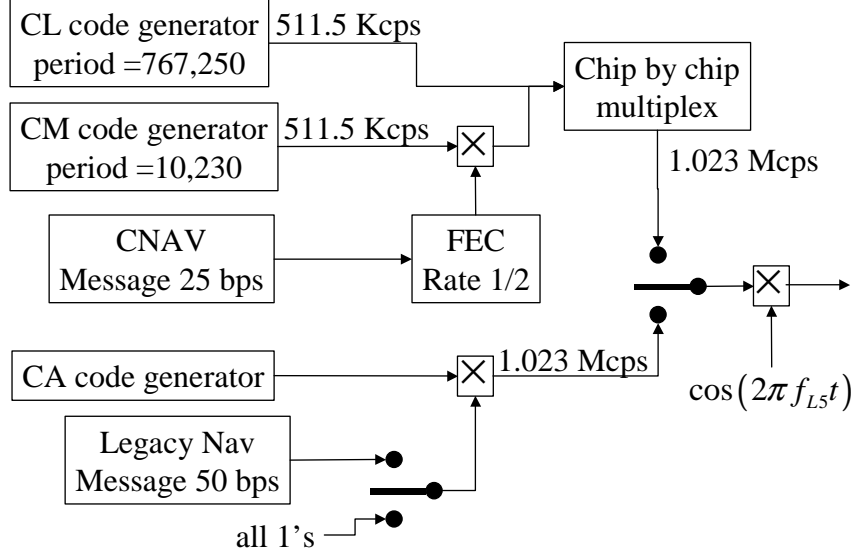 CL code generator
period =767,250
511.5 Kcps
Chip by chip
multiplex
CM code generator
period =10,230
511.5 Kcps
1.023 Mcps
CNAV
Message 25 bps
FEC
Rate 1/2
CA code generator
1.023 Mcps
cos(2π f_{L5} t)
Legacy Nav
Message 50 bps
all 1's